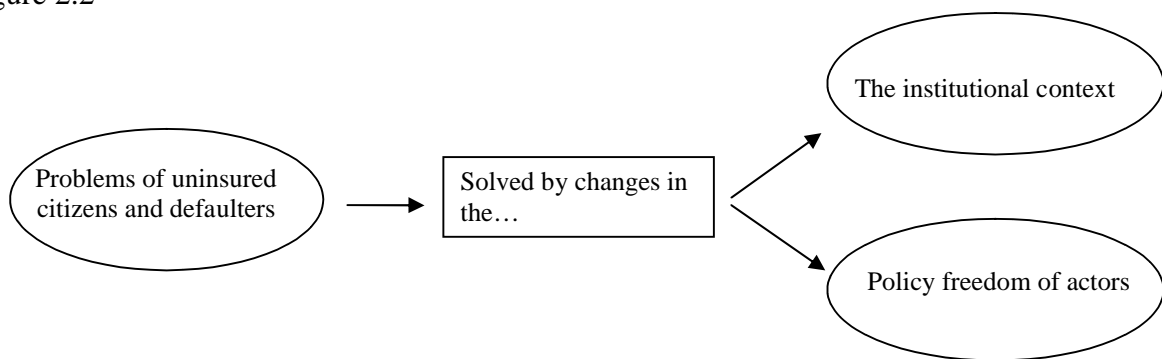 gure 2.2
The institutional context
Problems of uninsured
citizens and defaulters
Solved by changes in
the…
Policy freedom of actors